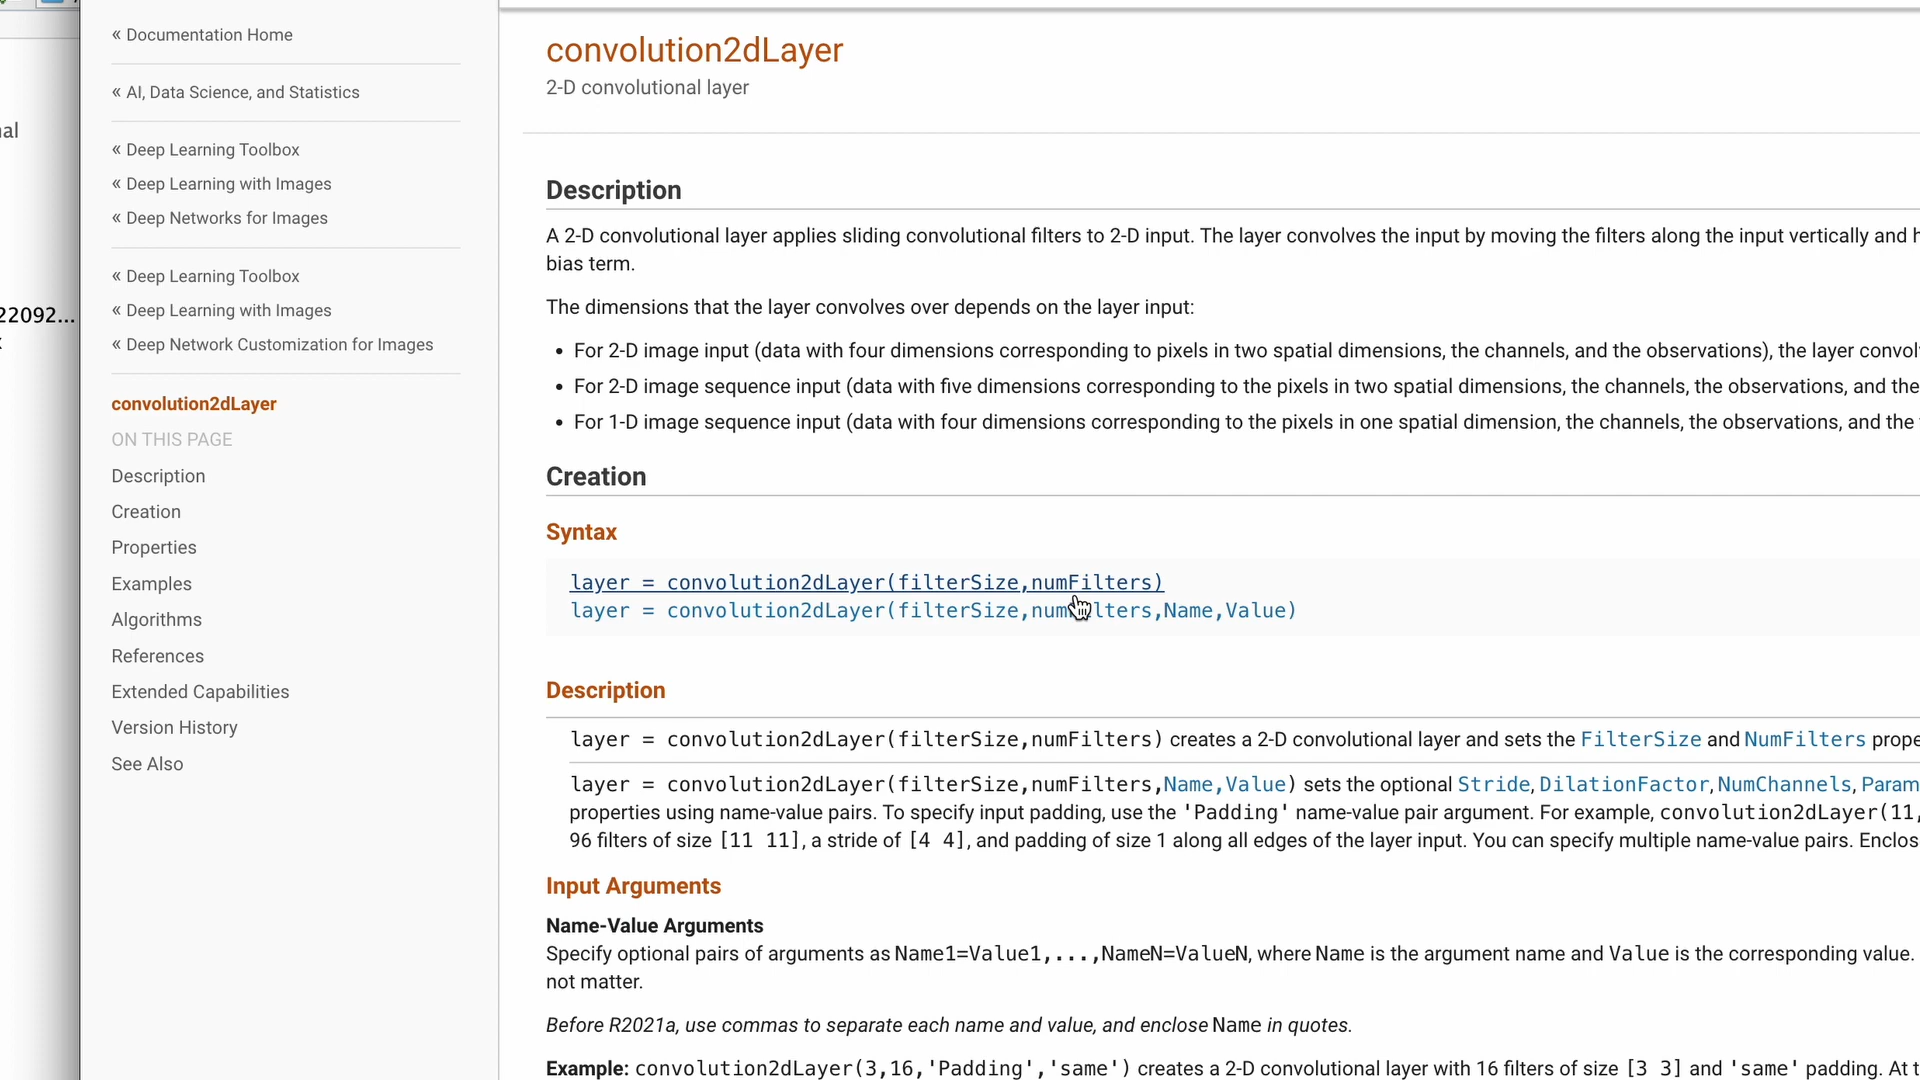 « Documentation Home
« AI, Data Science, and Statistics
« Deep Learning Toolbox
« Deep Learning with Images
« Deep Networks for Images
« Deep Learning Toolbox
« Deep Learning with Images
« Deep Network Customization for Images
convolution2dLayer
ON THIS PAGE
Description
Creation
Properties
Examples
Algorithms
References
Extended Capabilities
Version History
See Also
22092...
convolution2dLayer
2-D convolutional layer
Description
A 2-D convolutional layer applies sliding convolutional filters to 2-D input. The layer convolves the input by moving the filters along the input vertically and
bias term.
The dimensions that the layer convolves over depends on the layer input:
• For 2-D image input (data with four dimensions corresponding to pixels in two spatial dimensions, the channels, and the observations), the layer convol
• For 2-D image sequence input (data with five dimensions corresponding to the pixels in two spatial dimensions, the channels, the observations, and the
• For 1-D image sequence input (data with four dimensions corresponding to the pixels in one spatial dimension, the channels, the observations, and the
Creation
Syntax
layer = convolution2dLayer(filterSize,numFilters)
layer = convolution2dLayer(filterSize,numFilters,Name,Value)
Description
layer = convolution2dLayer(filterSize,numFilters) creates a 2-D convolutional layer and sets the FilterSize and NumFilters prope
layer = convolution2dLayer(filterSize,numFilters,Name,Value) sets the optional Stride, DilationFactor, NumChannels, Param
properties using name-value pairs. To specify input padding, use the 'Padding' name-value pair argument. For example, convolution2dLayer(11,
96 filters of size [11 11], a stride of [4 4], and padding of size 1 along all edges of the layer input. You can specify multiple name-value pairs. Enclos
Input Arguments
Name-Value Arguments
Specify optional pairs of arguments as Name1=Value1,...,NameN=ValueN, where Name is the argument name and Value is the corresponding value.
not matter.
Before R2021a, use commas to separate each name and value, and enclose Name in quotes.
Example: convolution2dLayer(3,16,'Padding','same') creates a 2-D convolutional layer with 16 filters of size [3 3] and 'same' padding. At t